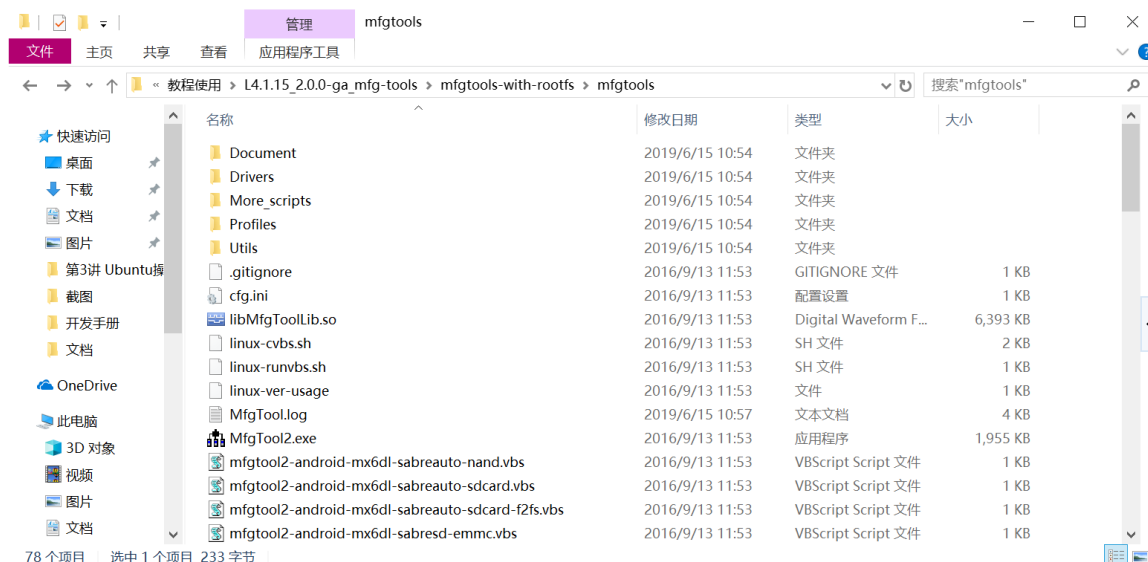 管理 mfgtools
文件 主页 共享 查看 应用程序工具
« 教程使用 › L4.1.15_2.0.0-ga_mfg-tools › mfgtools-with-rootfs › mfgtools 搜索"mfgtools"
名称 修改日期 类型 大小
快速访问
桌面
下载
文档
图片
第3讲 Ubuntu操
截图
开发手册
文档
OneDrive
此电脑
3D 对象
视频
图片
文档
Document 2019/6/15 10:54 文件夹
Drivers 2019/6/15 10:54 文件夹
More_scripts 2019/6/15 10:54 文件夹
Profiles 2019/6/15 10:54 文件夹
Utils 2019/6/15 10:54 文件夹
.gitignore 2016/9/13 11:53 GITIGNORE 文件 1 KB
cfg.ini 2016/9/13 11:53 配置设置 1 KB
libMfgToolLib.so 2016/9/13 11:53 Digital Waveform F... 6,393 KB
linux-cvbs.sh 2016/9/13 11:53 SH 文件 2 KB
linux-runvbs.sh 2016/9/13 11:53 SH 文件 1 KB
linux-ver-usage 2016/9/13 11:53 文件 1 KB
MfgTool.log 2019/6/15 10:57 文本文档 4 KB
MfgTool2.exe 2016/9/13 11:53 应用程序 1,955 KB
mfgtool2-android-mx6dl-sabreauto-nand.vbs 2016/9/13 11:53 VBScript Script 文件 1 KB
mfgtool2-android-mx6dl-sabreauto-sdcard.vbs 2016/9/13 11:53 VBScript Script 文件 1 KB
mfgtool2-android-mx6dl-sabreauto-sdcard-f2fs.vbs 2016/9/13 11:53 VBScript Script 文件 1 KB
mfgtool2-android-mx6dl-sabresd-emmc.vbs 2016/9/13 11:53 VBScript Script 文件 1 KB
78 个项目 选中 1 个项目 233 字节